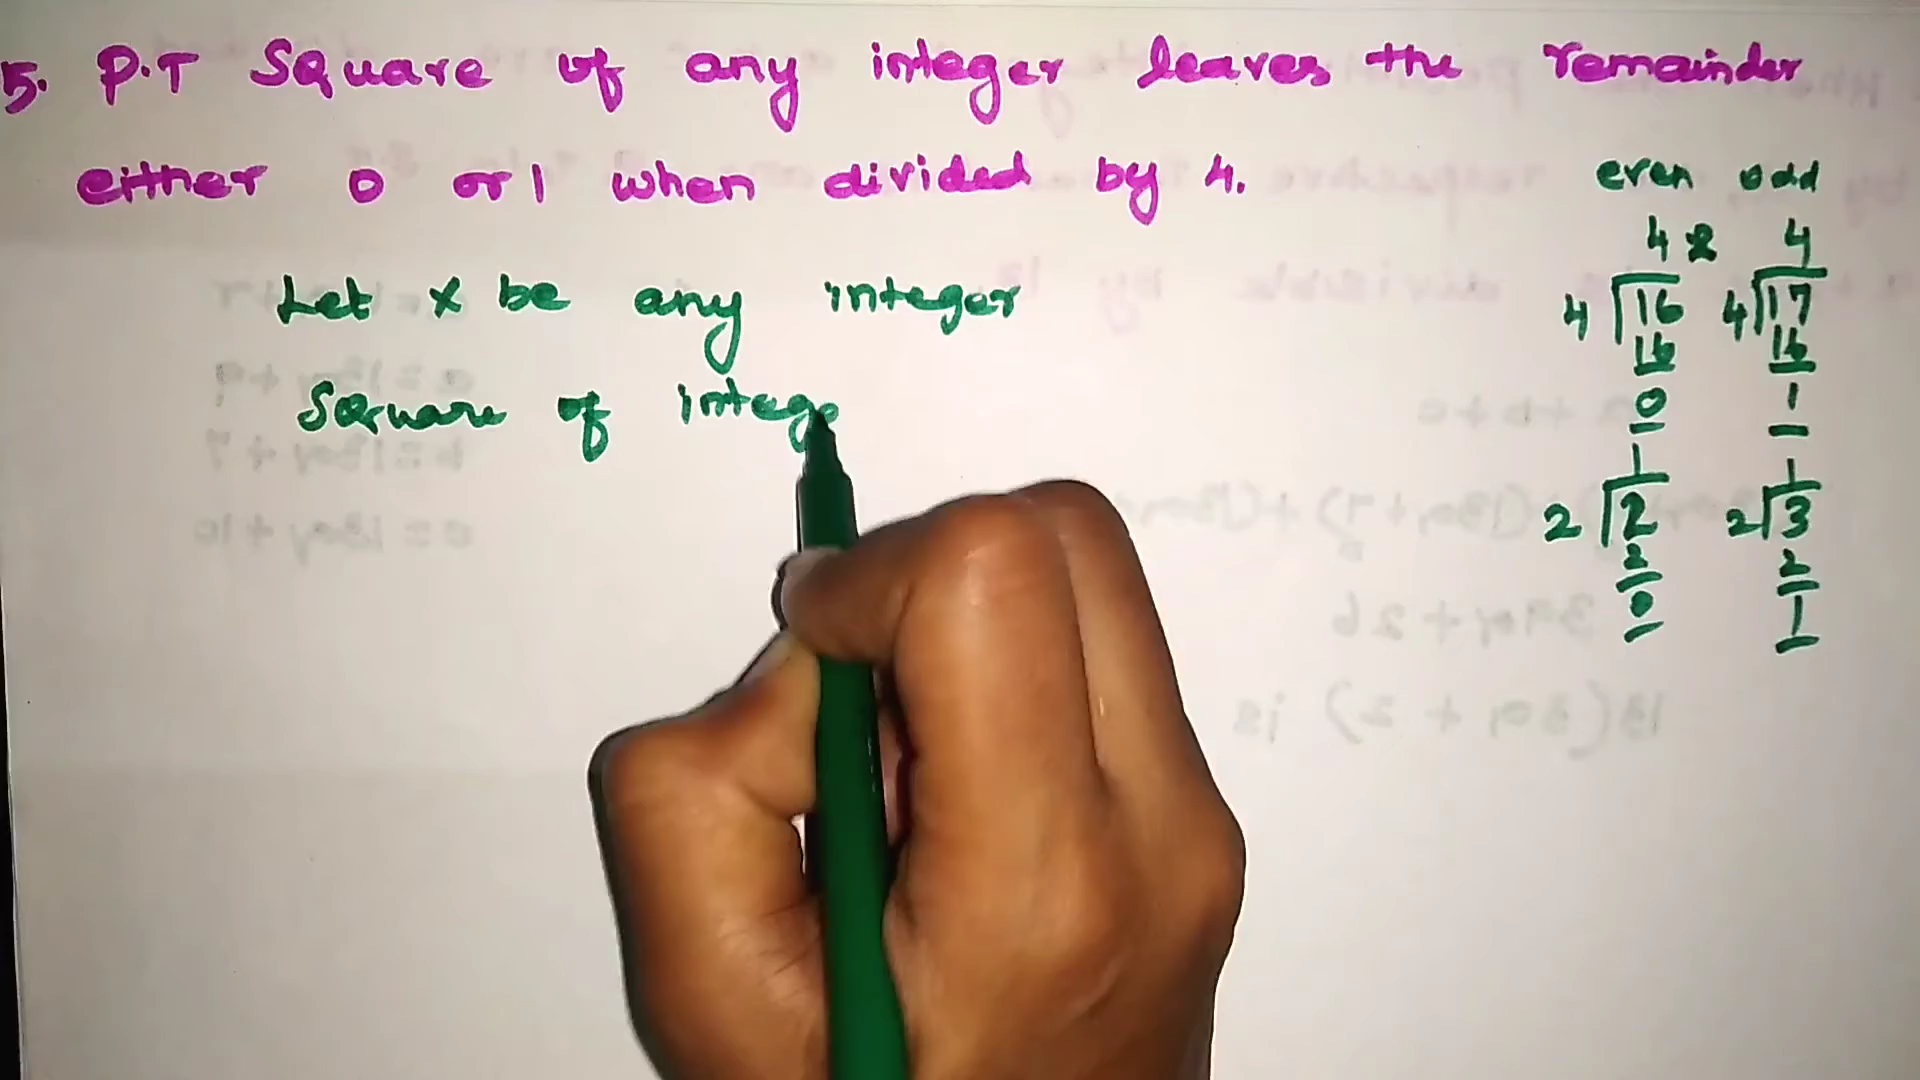 5. P.T Square of any integer leaves the remainder
either 0 or 1 when divided by 4.
Let x be any integer
Square of intege
even odd
4 4
4 16 4 17
16 16
0 1
1 1
2 2 2 3
2 2
0 1